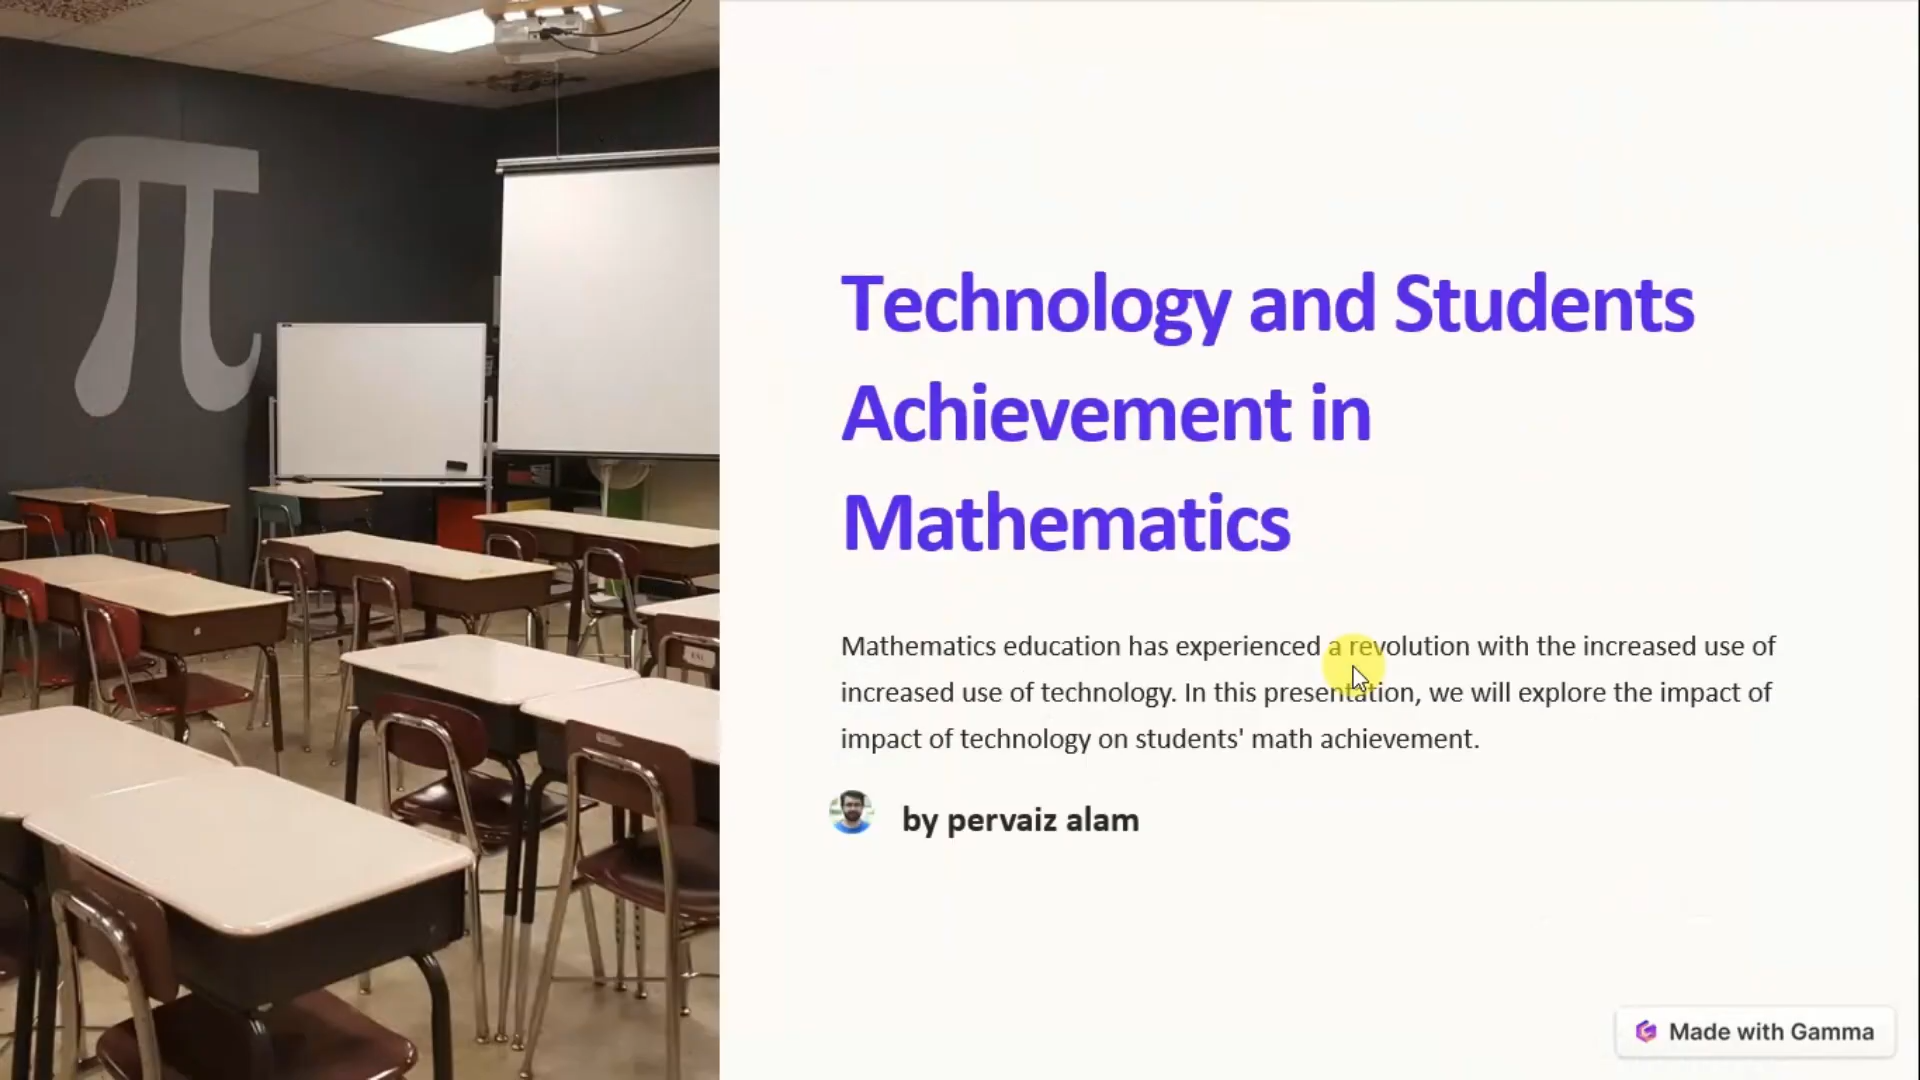 π
Technology and Students
Achievement in
Mathematics
Mathematics education has experienced a revolution with the increased use of
increased use of technology. In this presentation, we will explore the impact of
impact of technology on students' math achievement.
by pervaiz alam
Made with Gamma